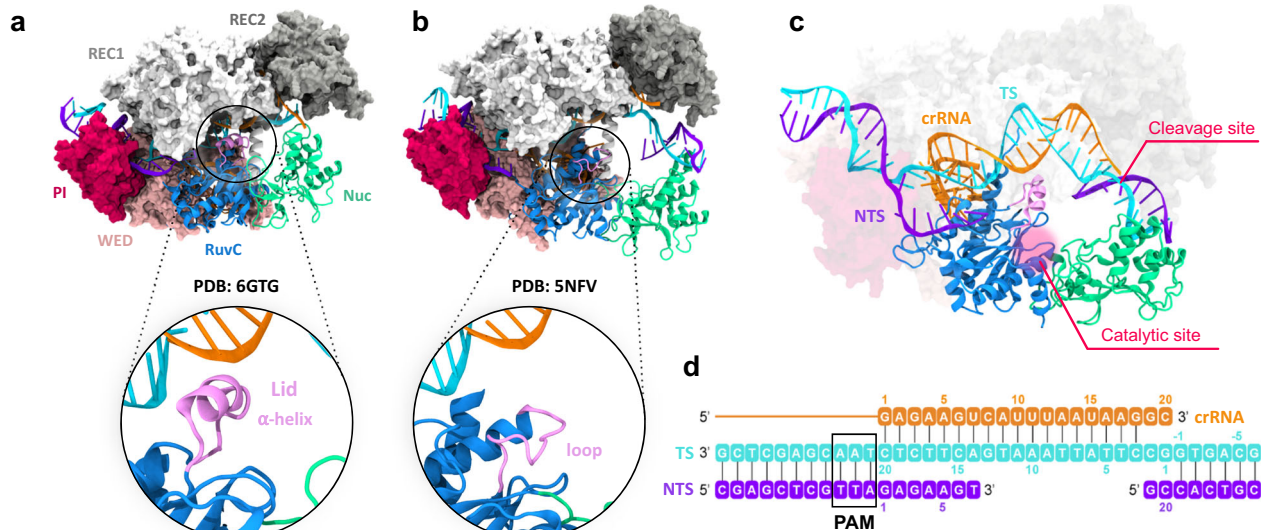 a
REC2
REC1
PI
WED
RuvC
Nuc
PDB: 6GTG
Lid
α-helix
b
PDB: 5NFV
loop
c
TS
crRNA
Cleavage site
NTS
Catalytic site
d
1 5 10 15 20
5' GAGAAGUCAUUUAAUAAGGC 3' crRNA
-1 -5
TS 3' GCTCGAGCAATCTCTTCAGTAAATTATTCCGGTGACG
20 15 10 5 1
NTS 5' CGAGCTCGTTAGAGAAGT 3' 5' GCCACTGC
1 5 20
PAM